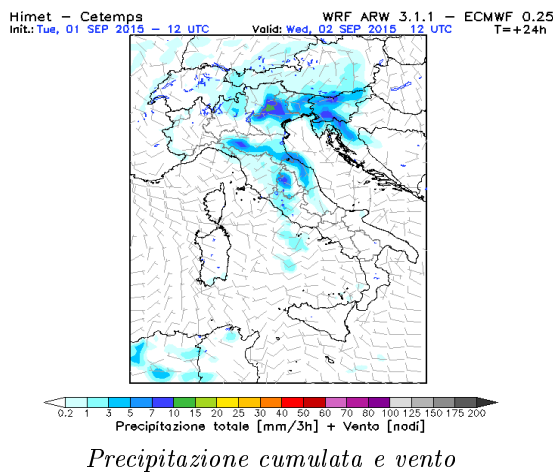 Himet – Cetemps WRF ARW 3.1.1 – ECMWF 0.25
Init.: Tue, 01 SEP 2015 – 12 UTC Valid: Wed, 02 SEP 2015 12 UTC T=+24h
0.2 1 3 5 7 10 15 20 25 30 40 50 60 70 80 100 125 150 175 200
Precipitazione totale [mm/3h] + Vento [nodi]
Precipitazione cumulata e vento